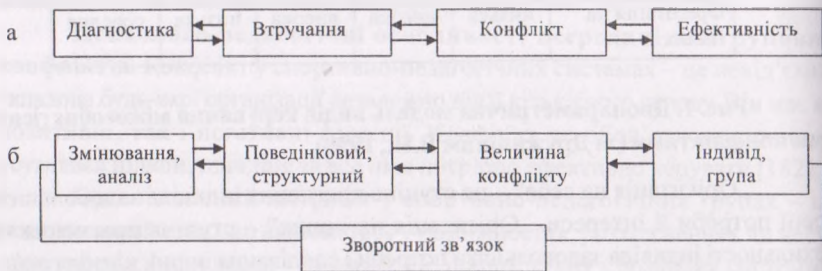 а
Діагностика
Втручання
Конфлікт
Ефективність
б
Змінювання,
аналіз
Поведінковий,
структурний
Величина
конфлікту
Індивід,
група
Зворотний зв’язок